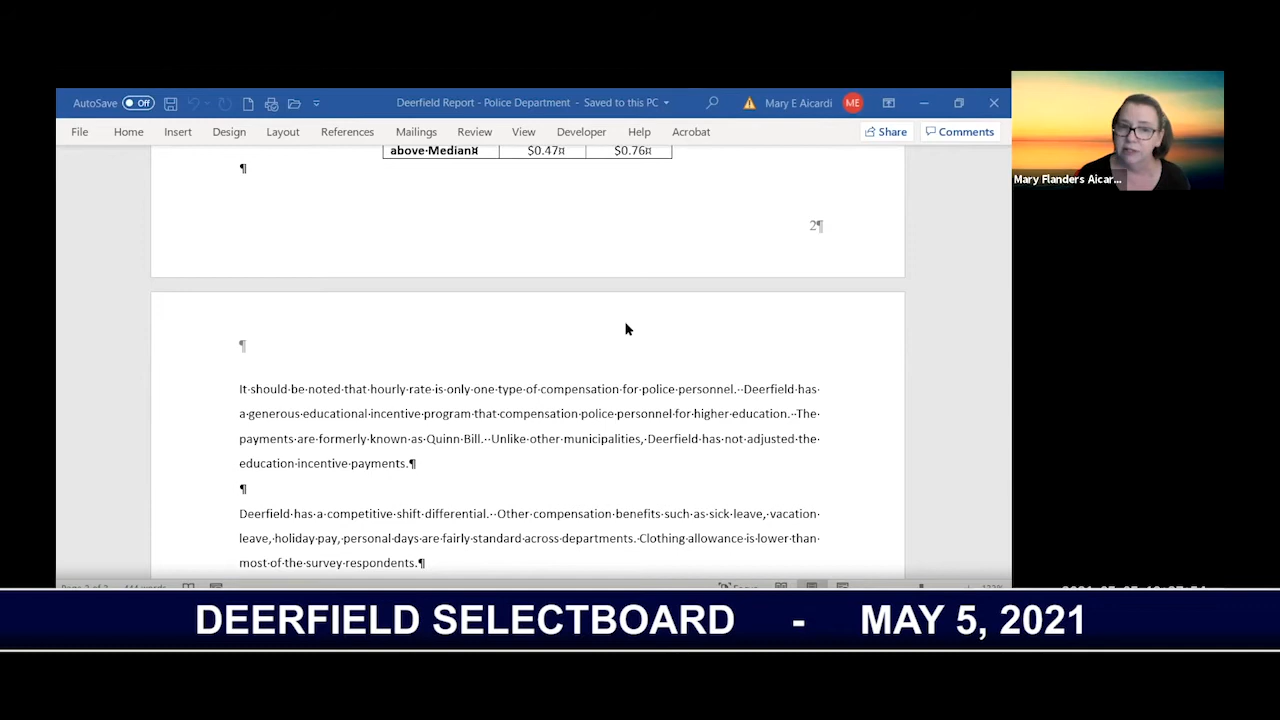 AutoSave Off Deerfield Report - Police Department - Saved to this PC Mary E Aicardi ME
File Home Insert Design Layout References Mailings Review View Developer Help Acrobat Share Comments
above·Median¤ $0.47¤ $0.76¤
¶
2¶
Mary Flanders Aicar...
¶
It·should·be·noted·that·hourly·rate·is·only·one·type·of·compensation·for·police·personnel.··Deerfield·has·
a·generous·educational·incentive·program·that·compensation·police·personnel·for·higher·education.··The·
payments·are·formerly·known·as·Quinn·Bill.··Unlike·other·municipalities,·Deerfield·has·not·adjusted·the·
education·incentive·payments.¶
¶
Deerfield·has·a·competitive·shift·differential.··Other·compensation·benefits·such·as·sick·leave,·vacation·
leave,·holiday·pay,·personal·days·are·fairly·standard·across·departments.··Clothing·allowance·is·lower·than·
most·of·the·survey·respondents.¶
DEERFIELD SELECTBOARD - MAY 5, 2021